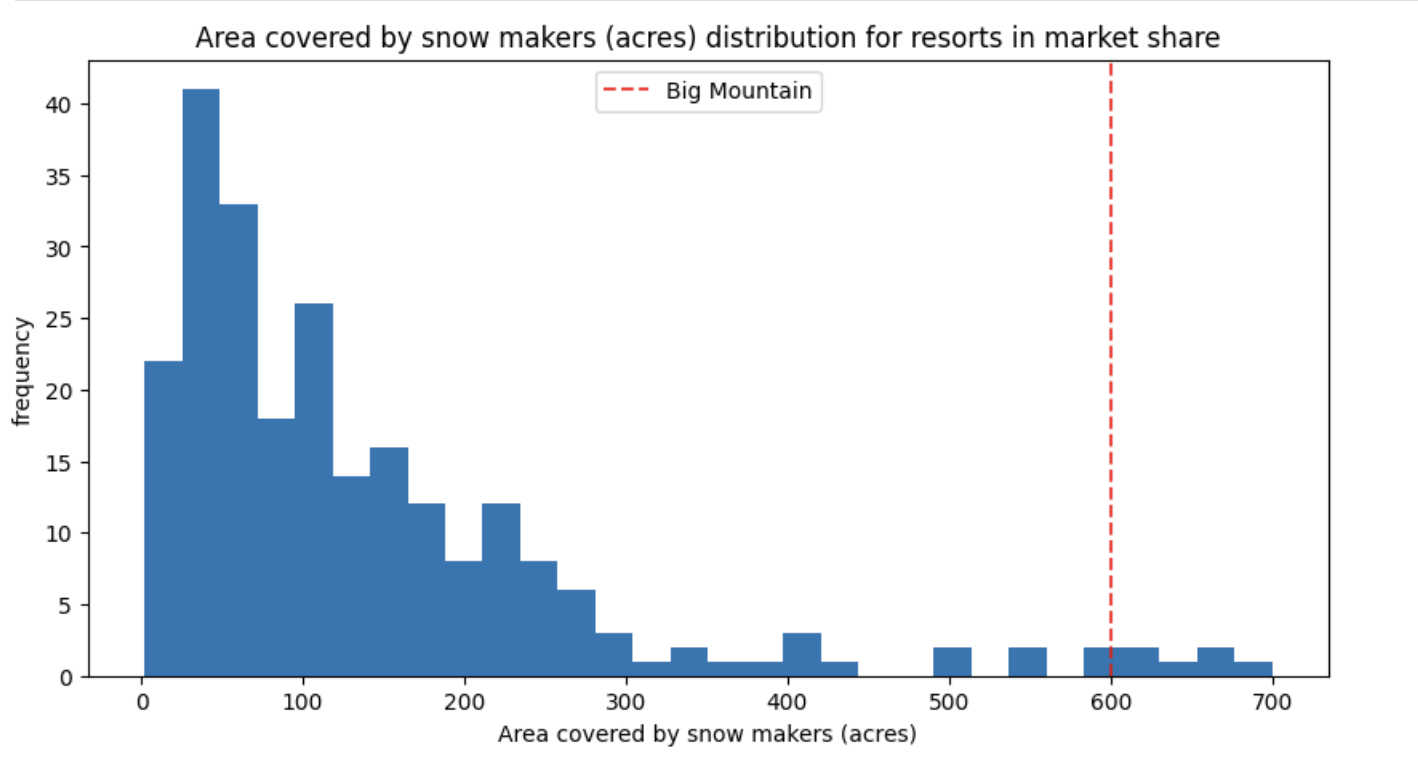 Area covered by snow makers (acres) distribution for resorts in market share
Big Mountain
frequency
40
35
30
25
20
15
10
5
0
0 100 200 300 400 500 600 700
Area covered by snow makers (acres)